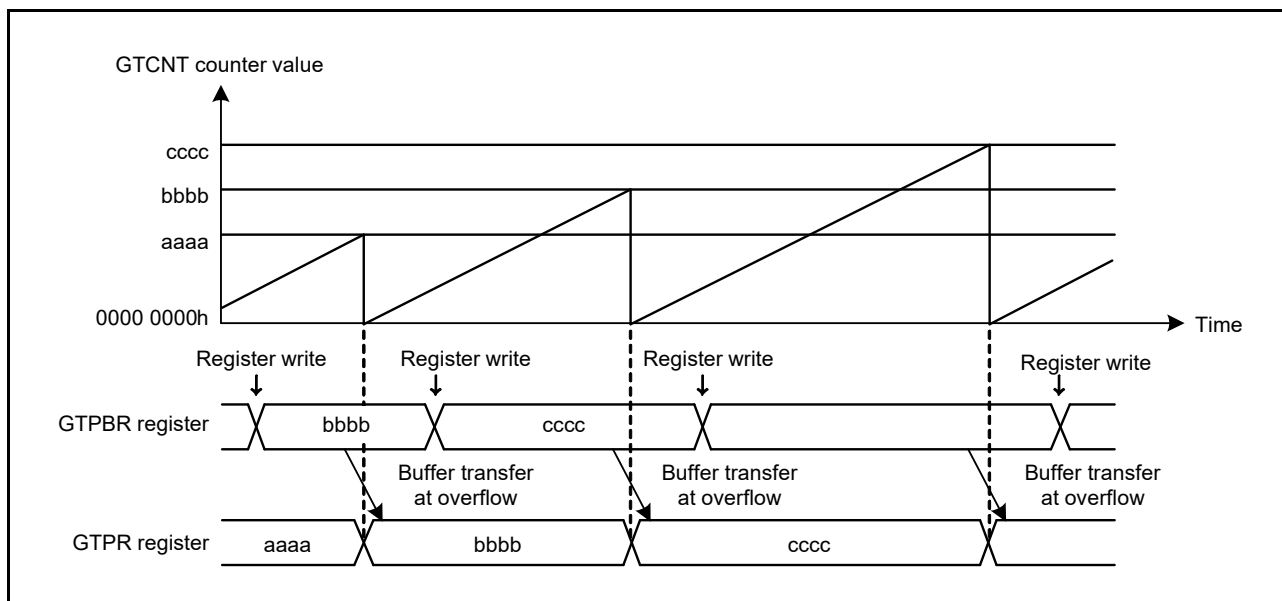 GTCNT counter value
cccc
bbbb
aaaa
0000 0000h
Time
Register write
Register write
Register write
Register write
GTPBR register
bbbb
cccc
Buffer transfer
at overflow
Buffer transfer
at overflow
Buffer transfer
at overflow
GTPR register
aaaa
bbbb
cccc